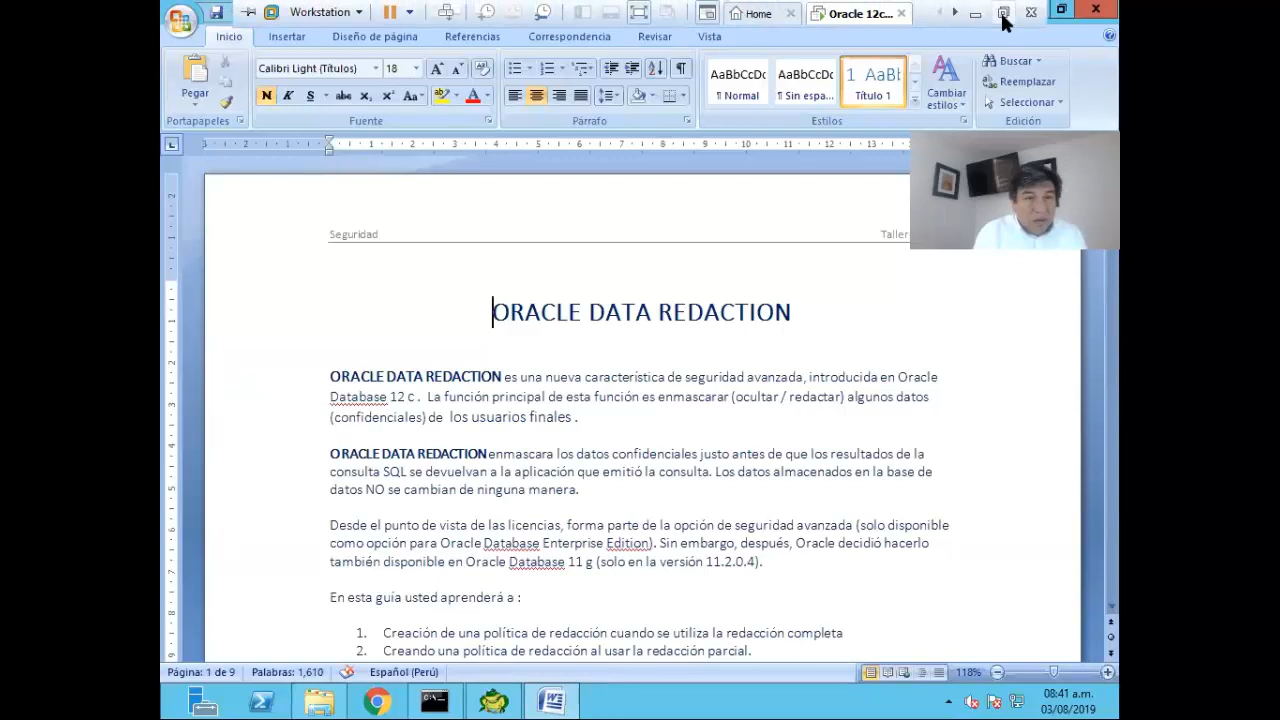 Workstation
Home
Oracle 12c...
Inicio
Insertar
Diseño de página
Referencias
Correspondencia
Revisar
Vista
Pegar
Portapapeles
Calibri Light (Títulos)
18
Fuente
Párrafo
AaBbCcDc
¶ Normal
AaBbCcDc
¶ Sin espa...
1 AaBb
Título 1
Cambiar
estilos
Estilos
Buscar
Reemplazar
Seleccionar
Edición
Seguridad
Taller
ORACLE DATA REDACTION
ORACLE DATA REDACTION es una nueva característica de seguridad avanzada, introducida en Oracle
Database 12 c . La función principal de esta función es enmascarar (ocultar / redactar) algunos datos
(confidenciales) de los usuarios finales .
ORACLE DATA REDACTION enmascara los datos confidenciales justo antes de que los resultados de la
consulta SQL se devuelvan a la aplicación que emitió la consulta. Los datos almacenados en la base de
datos NO se cambian de ninguna manera.
Desde el punto de vista de las licencias, forma parte de la opción de seguridad avanzada (solo disponible
como opción para Oracle Database Enterprise Edition). Sin embargo, después, Oracle decidió hacerlo
también disponible en Oracle Database 11 g (solo en la versión 11.2.0.4).
En esta guía usted aprenderá a :
1. Creación de una política de redacción cuando se utiliza la redacción completa
2. Creando una política de redacción al usar la redacción parcial.
Página: 1 de 9
Palabras: 1,610
Español (Perú)
118%
08:41 a.m.
03/08/2019